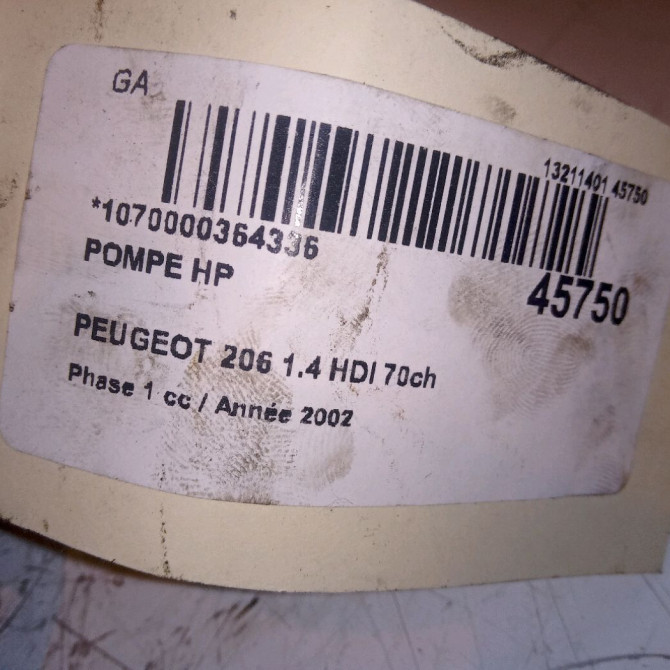 GA
13211401 45750
*1070000364336
45750
POMPE HP
PEUGEOT 206 1.4 HDI 70ch
Phase 1 cc / Année 2002